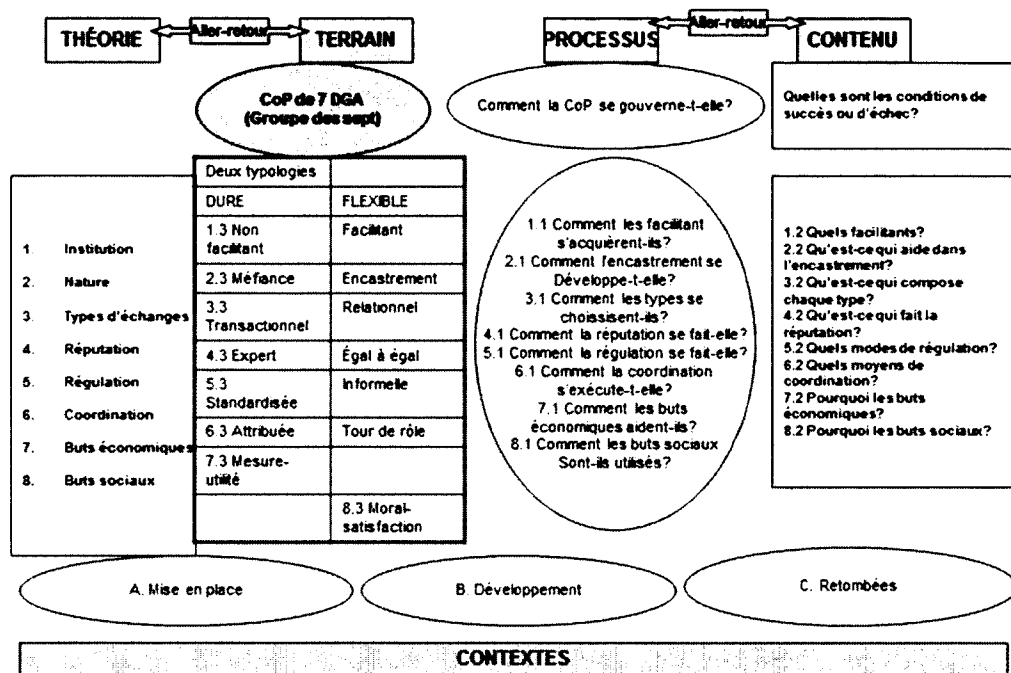 Aller-retour
Aller-retour
THÉORIE
TERRAIN
PROCESSUS
CONTENU
CoP de 7 DGA
(Groupe des sept)
Comment la CoP se gouverne-t-elle?
Quelles sont les conditions de
succès ou d'échec?
1. Institution
2. Nature
3. Types d'échanges
4. Réputation
5. Régulation
6. Coordination
7. Buts économiques
8. Buts sociaux
Deux typologies
DURE FLEXIBLE
1.3 Non
facilitant
Facilitant
2.3 Méfiance Encastrement
3.3
Transactionnel
Relationnel
4.3 Expert Égal à égal
5.3
Standardisée
Informelle
6.3 Attribuée Tour de rôle
7.3 Mesure-
utilité
8.3 Moral-
satisfaction
1.1 Comment les facilitant
s'acquièrent-ils?
2.1 Comment l'encastrement se
Développe-t-elle?
3.1 Comment les types se
choissisent-ils?
4.1 Comment la réputation se fait-elle?
5.1 Comment la régulation se fait-elle?
6.1 Comment la coordination
s'exécute-t-elle?
7.1 Comment les buts
économiques aident-ils?
8.1 Comment les buts sociaux
Sont-ils utilisés?
1.2 Quels facilitants?
2.2 Qu'est-ce qui aide dans
l'encastrement?
3.2 Qu'est-ce qui compose
chaque type?
4.2 Qu'est-ce qui fait la
réputation?
5.2 Quels modes de régulation?
6.2 Quels moyens de
coordination?
7.2 Pourquoi les buts
économiques?
8.2 Pourquoi les buts sociaux?
A. Mise en place
B. Développement
C. Retombées
CONTEXTES